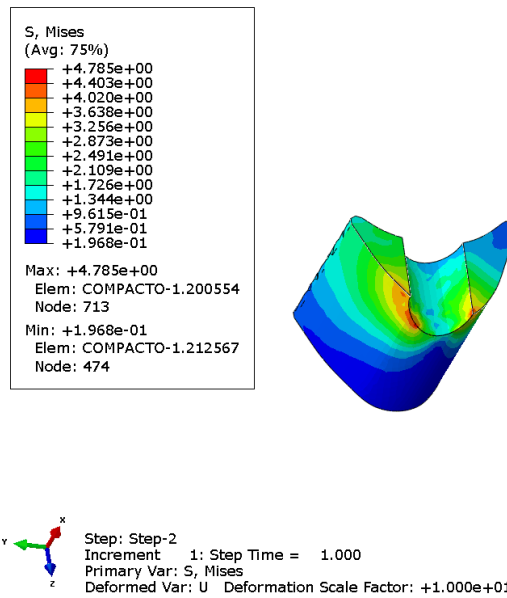 S, Mises
(Avg: 75%)
+4.785e+00
+4.403e+00
+4.020e+00
+3.638e+00
+3.256e+00
+2.873e+00
+2.491e+00
+2.109e+00
+1.726e+00
+1.344e+00
+9.615e-01
+5.791e-01
+1.968e-01
Max: +4.785e+00
Elem: COMPACTO-1.200554
Node: 713
Min: +1.968e-01
Elem: COMPACTO-1.212567
Node: 474
X
Y
Z
Step: Step-2
Increment 1: Step Time = 1.000
Primary Var: S, Mises
Deformed Var: U Deformation Scale Factor: +1.000e+01